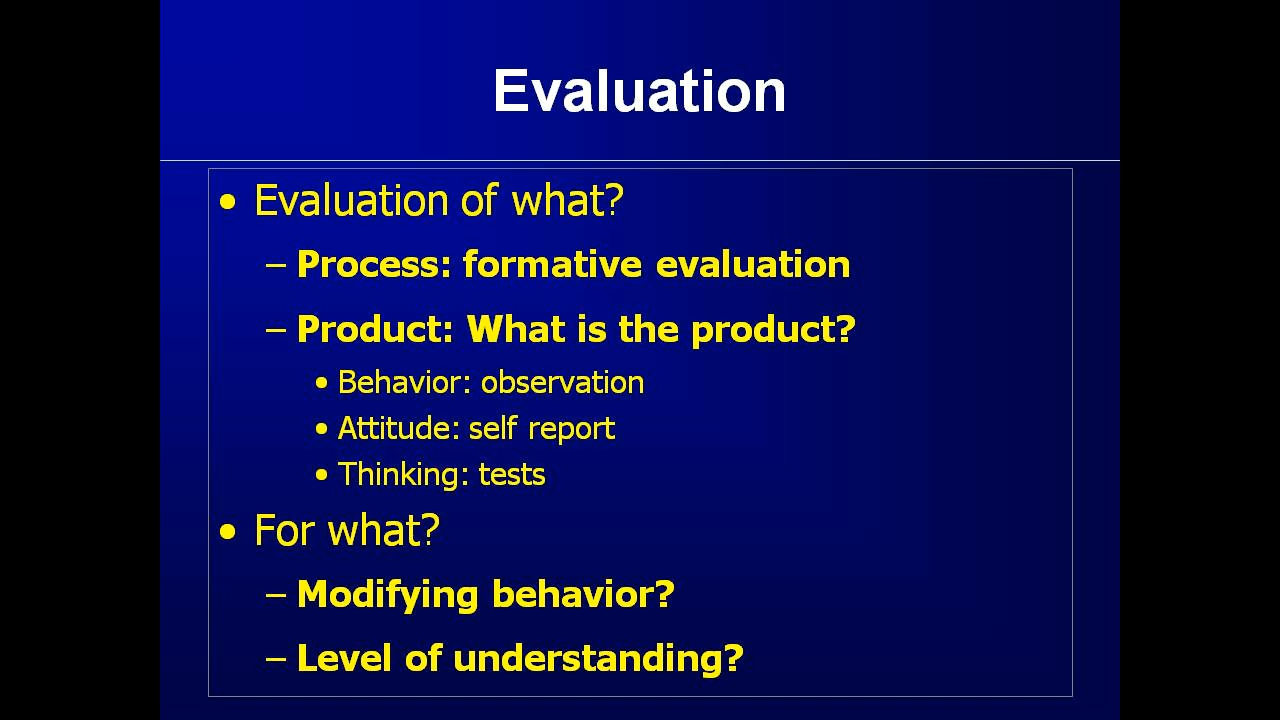 Evaluation
• Evaluation of what?
– Process: formative evaluation
– Product: What is the product?
• Behavior: observation
• Attitude: self report
• Thinking: tests
• For what?
– Modifying behavior?
– Level of understanding?